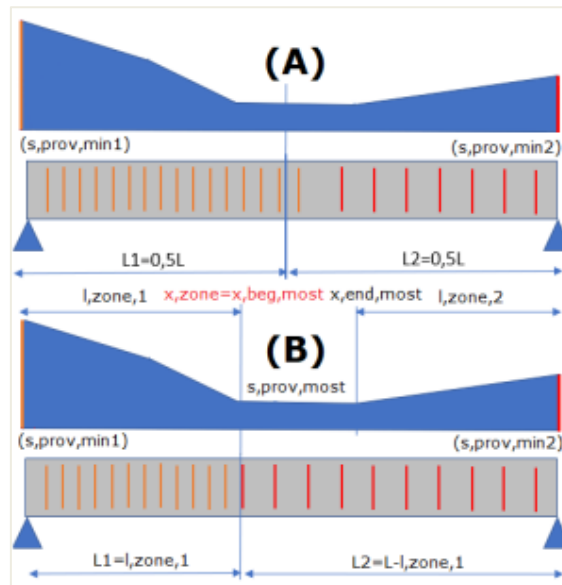 (A)
(s,prov,min1) (s,prov,min2)
L1=0,5L L2=0,5L
l,zone,1 x,zone=x,beg,most x,end,most l,zone,2
(B)
s,prov,most
(s,prov,min1) (s,prov,min2)
L1=l,zone,1 L2=L-l,zone,1